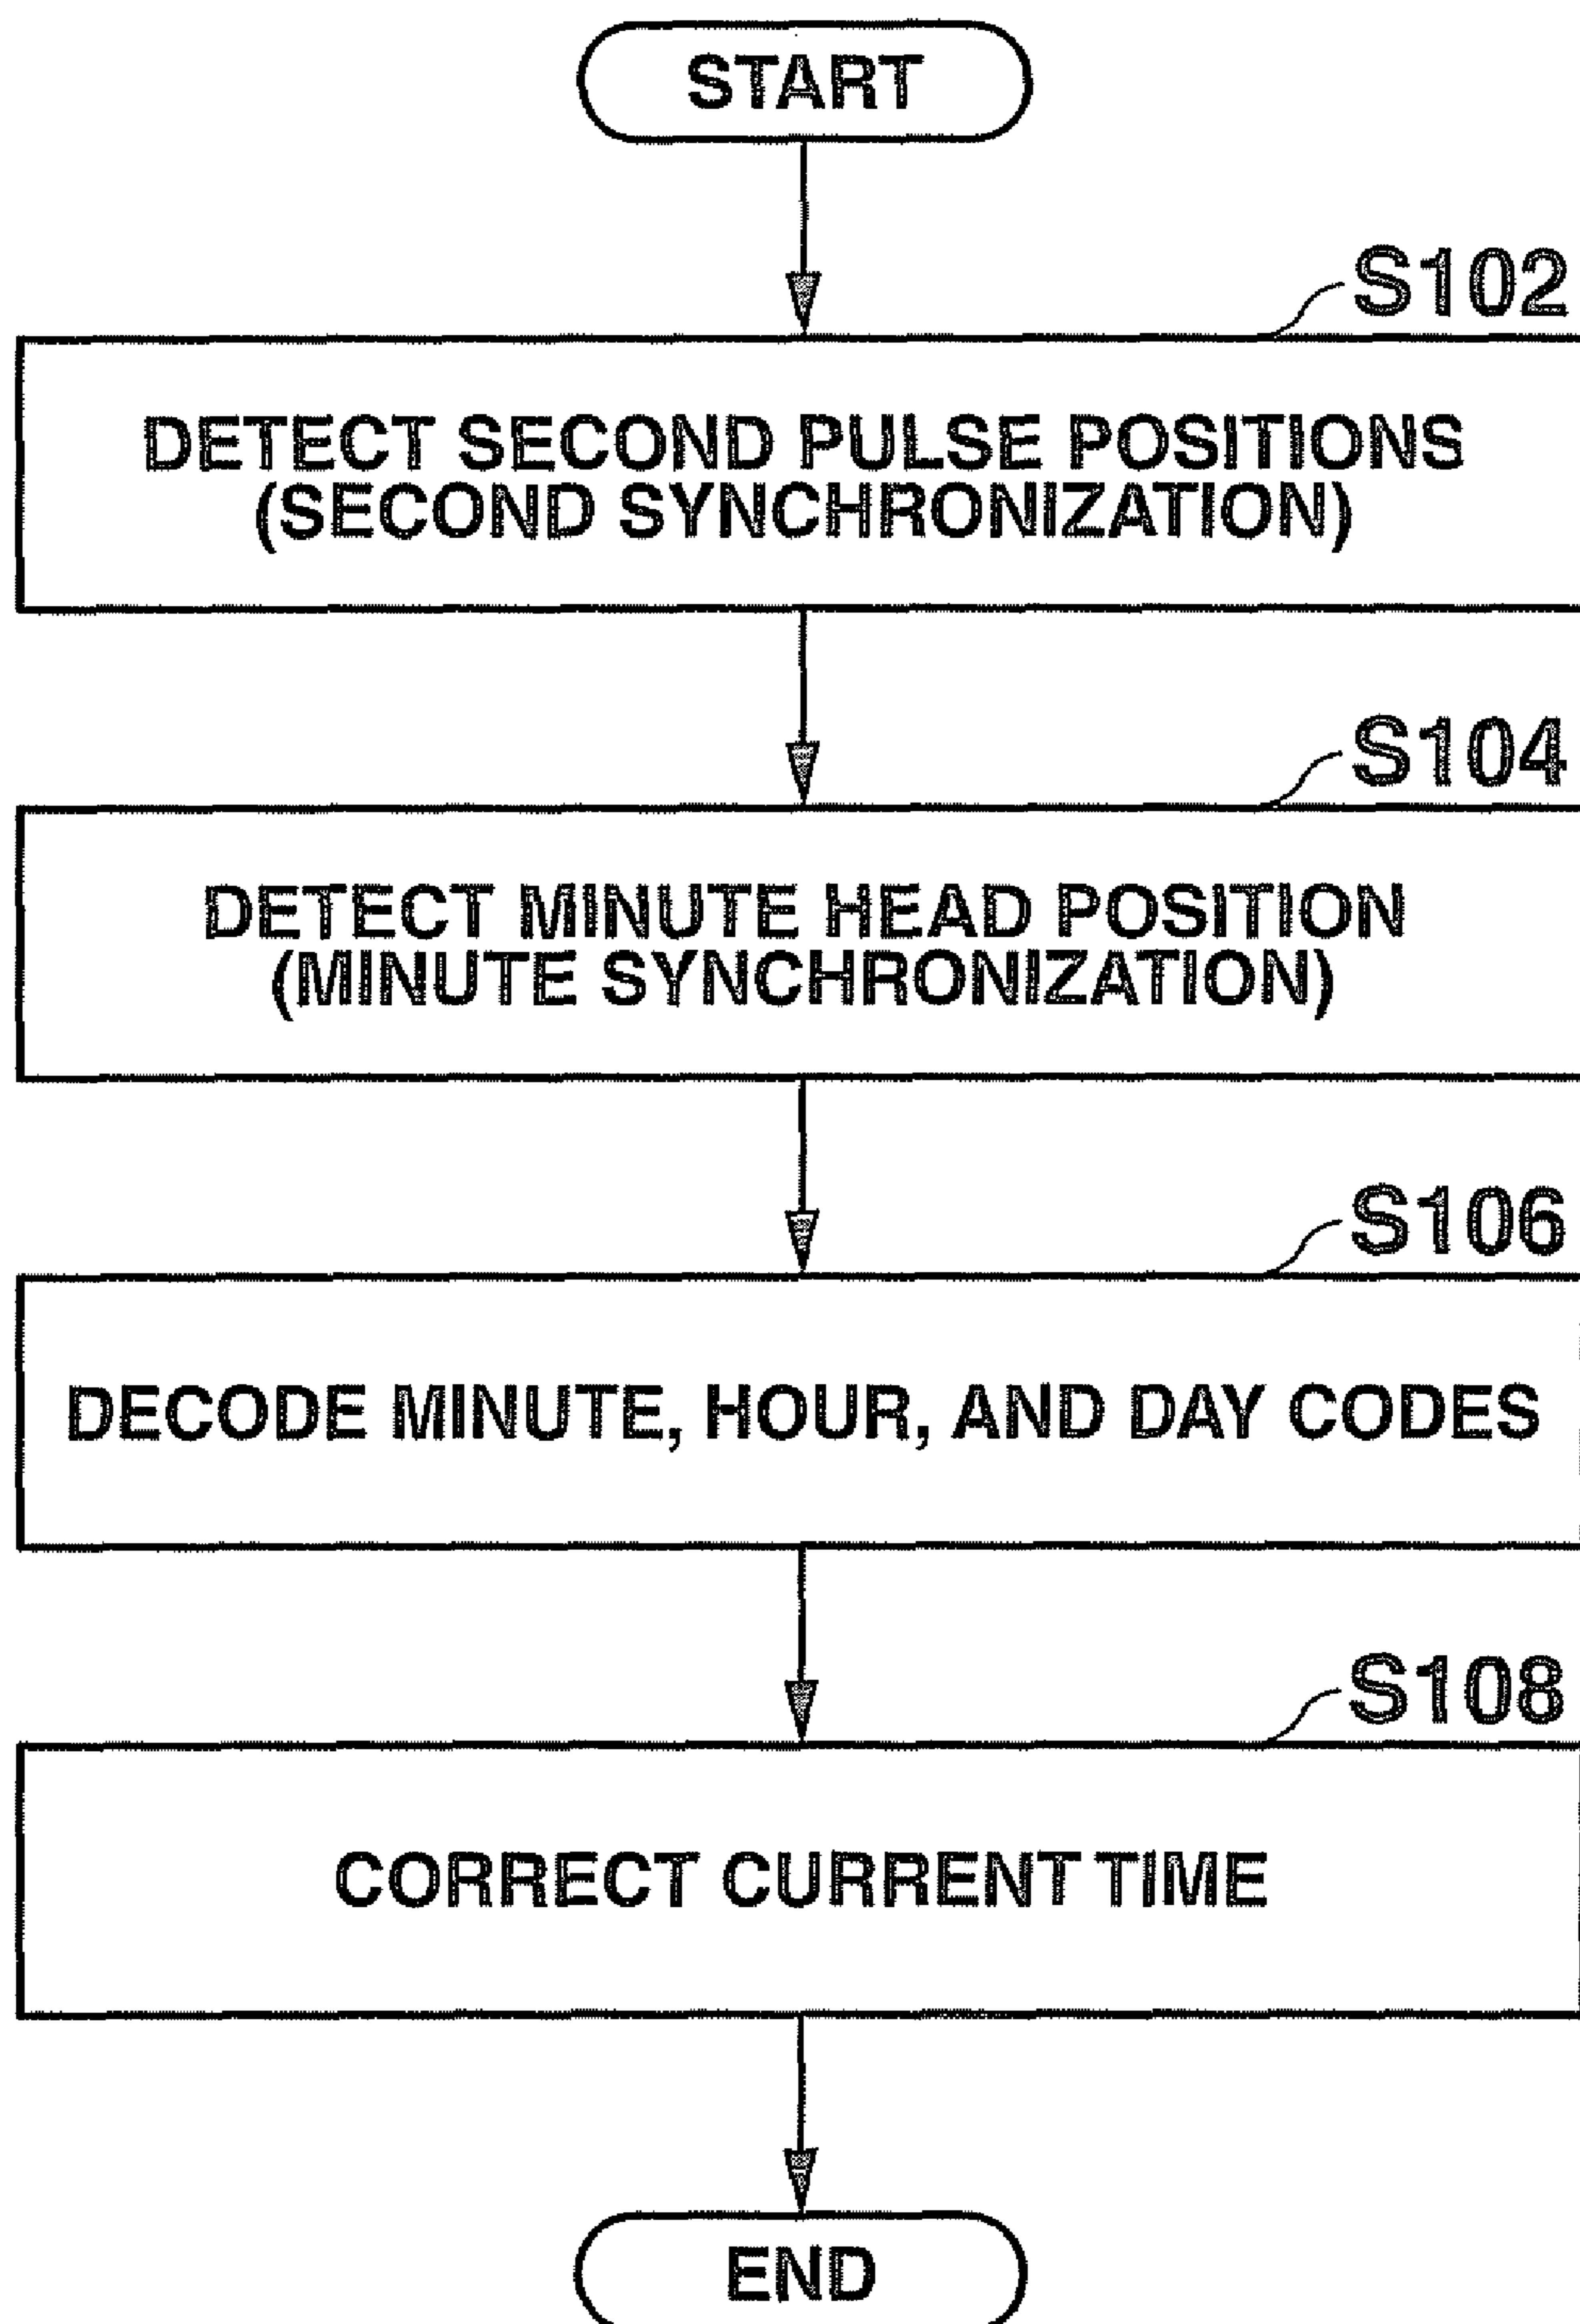 START
S102
DETECT SECOND PULSE POSITIONS
(SECOND SYNCHRONIZATION)
S104
DETECT MINUTE HEAD POSITION
(MINUTE SYNCHRONIZATION)
S106
DECODE MINUTE, HOUR, AND DAY CODES
S108
CORRECT CURRENT TIME
END